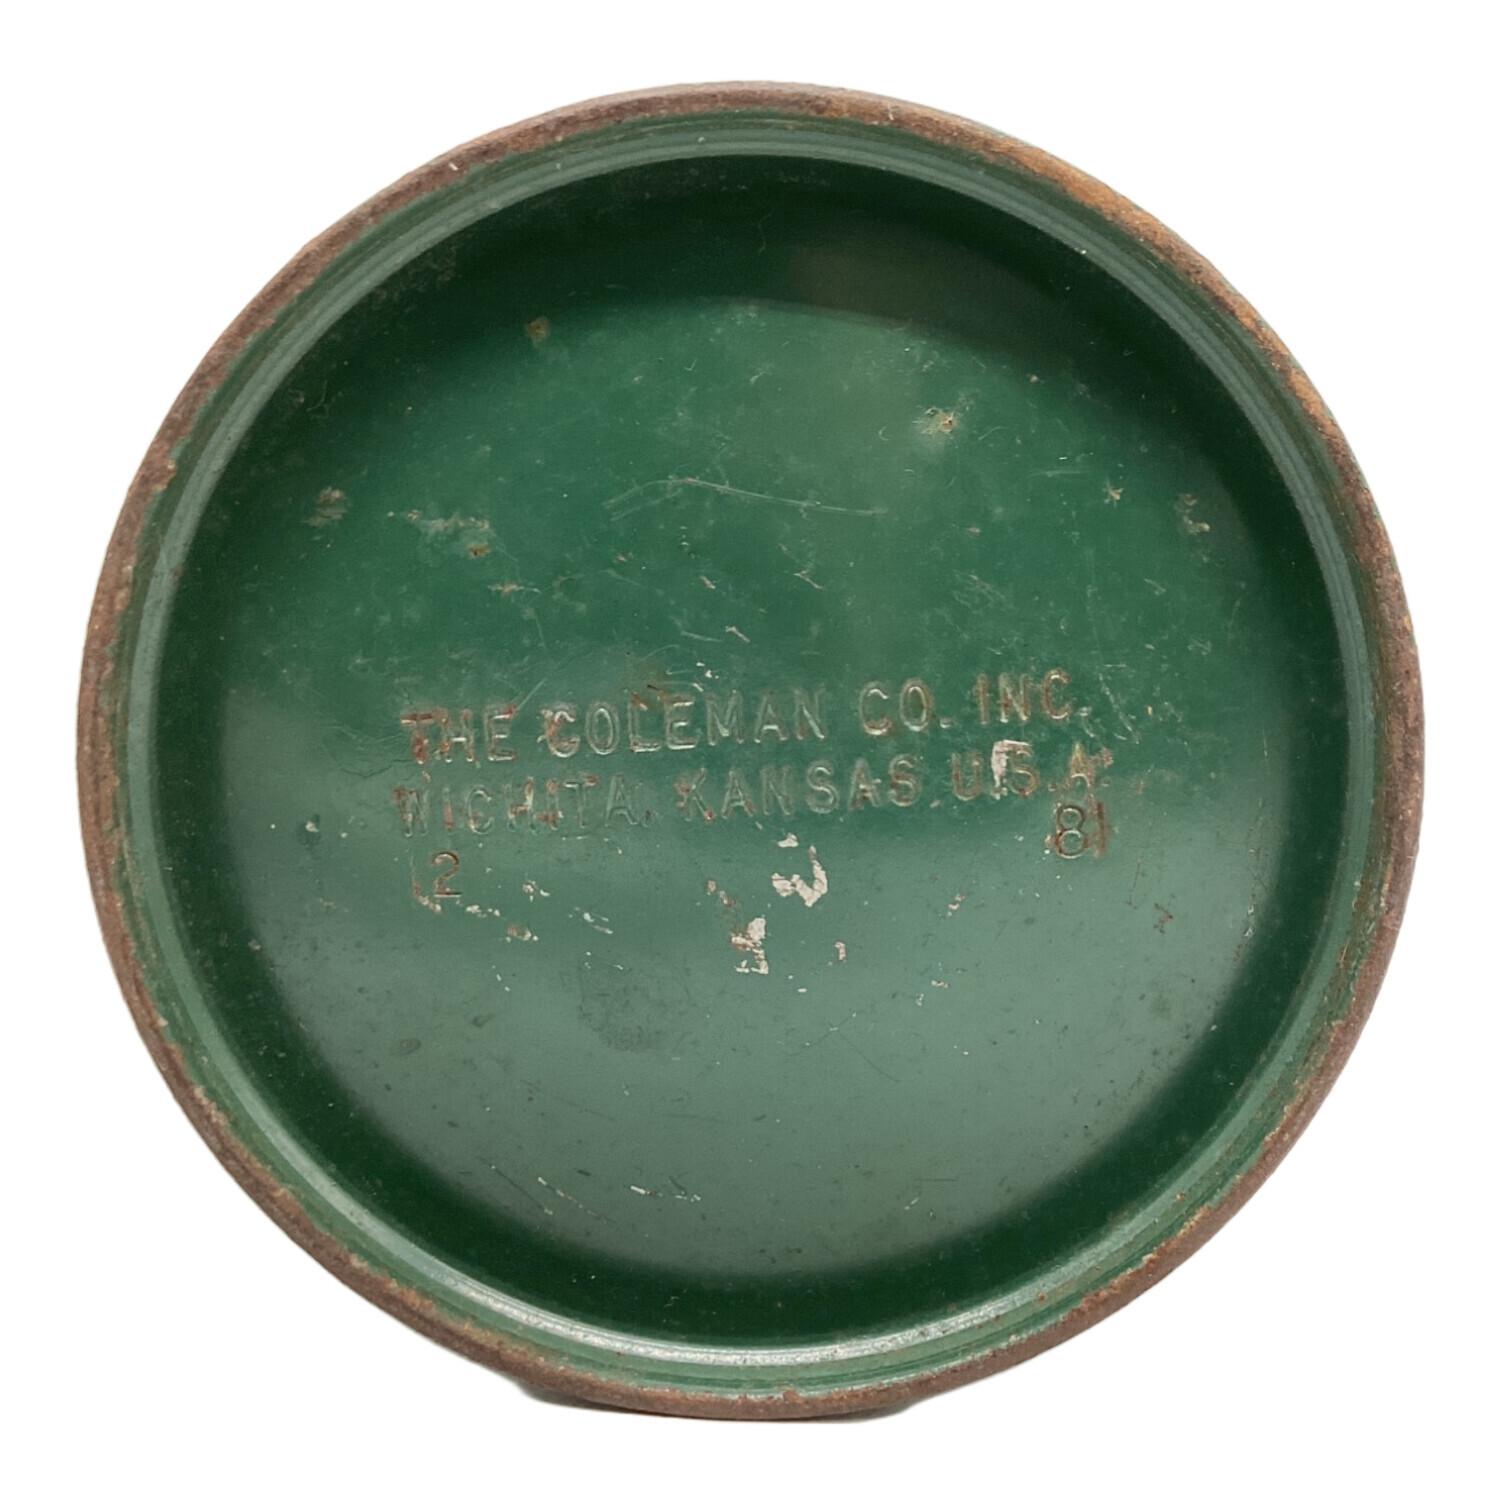 THE COLEMAN CO. INC.
WICHITA, KANSAS U.S.A.
2 81